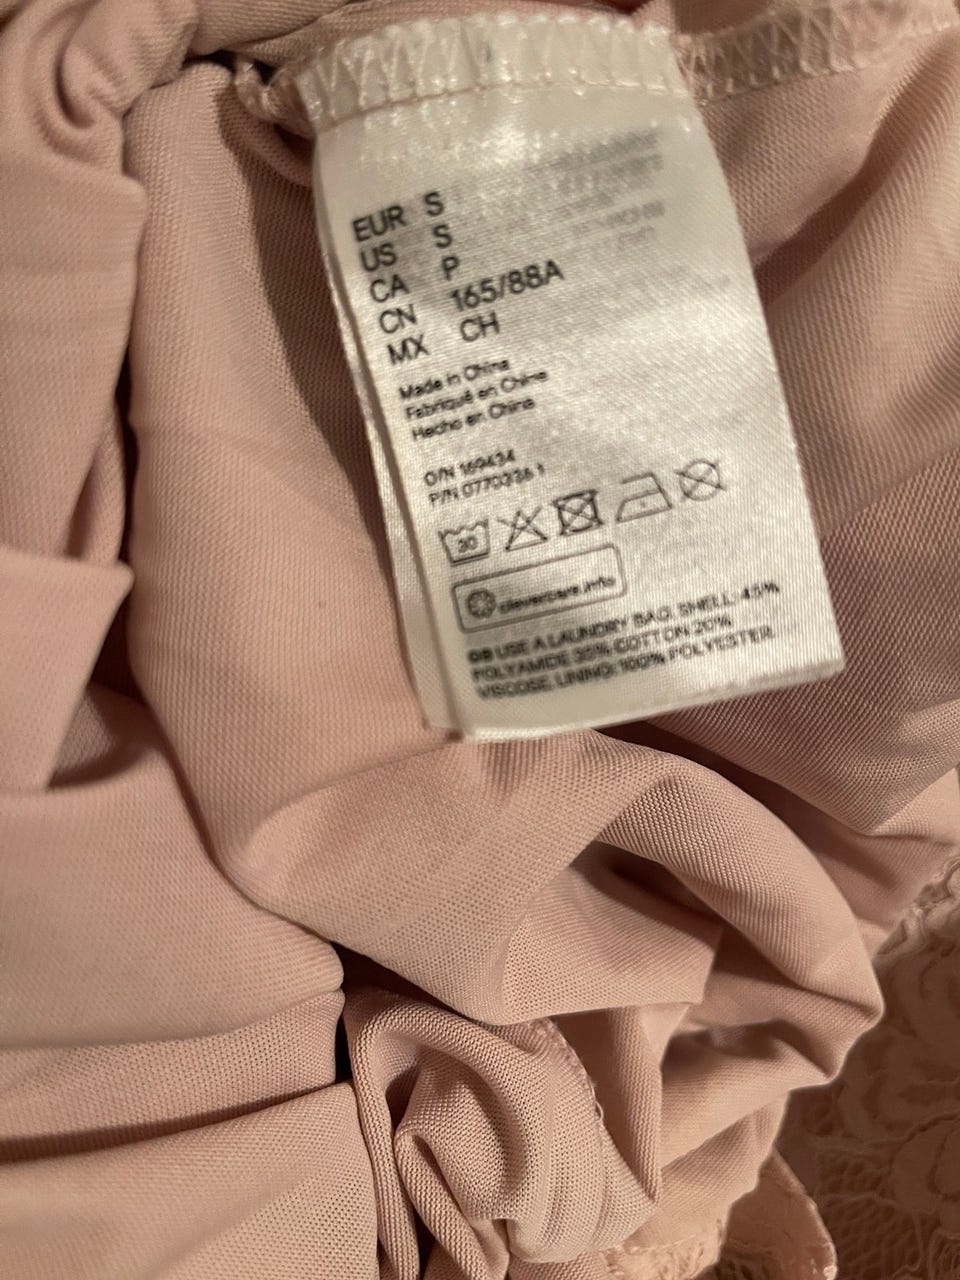 EUR S
US S
CA P
CN 165/88A
MX CH
Made in China
Fabriqué en Chine
Hecho en China
O/N 169434
P/N 0770336 1
30
clevercare.info
GB USE A LAUNDRY BAG, SHELL: 45%
POLYAMIDE 35% COTTON 20%
VISCOSE, LINING: 100% POLYESTER